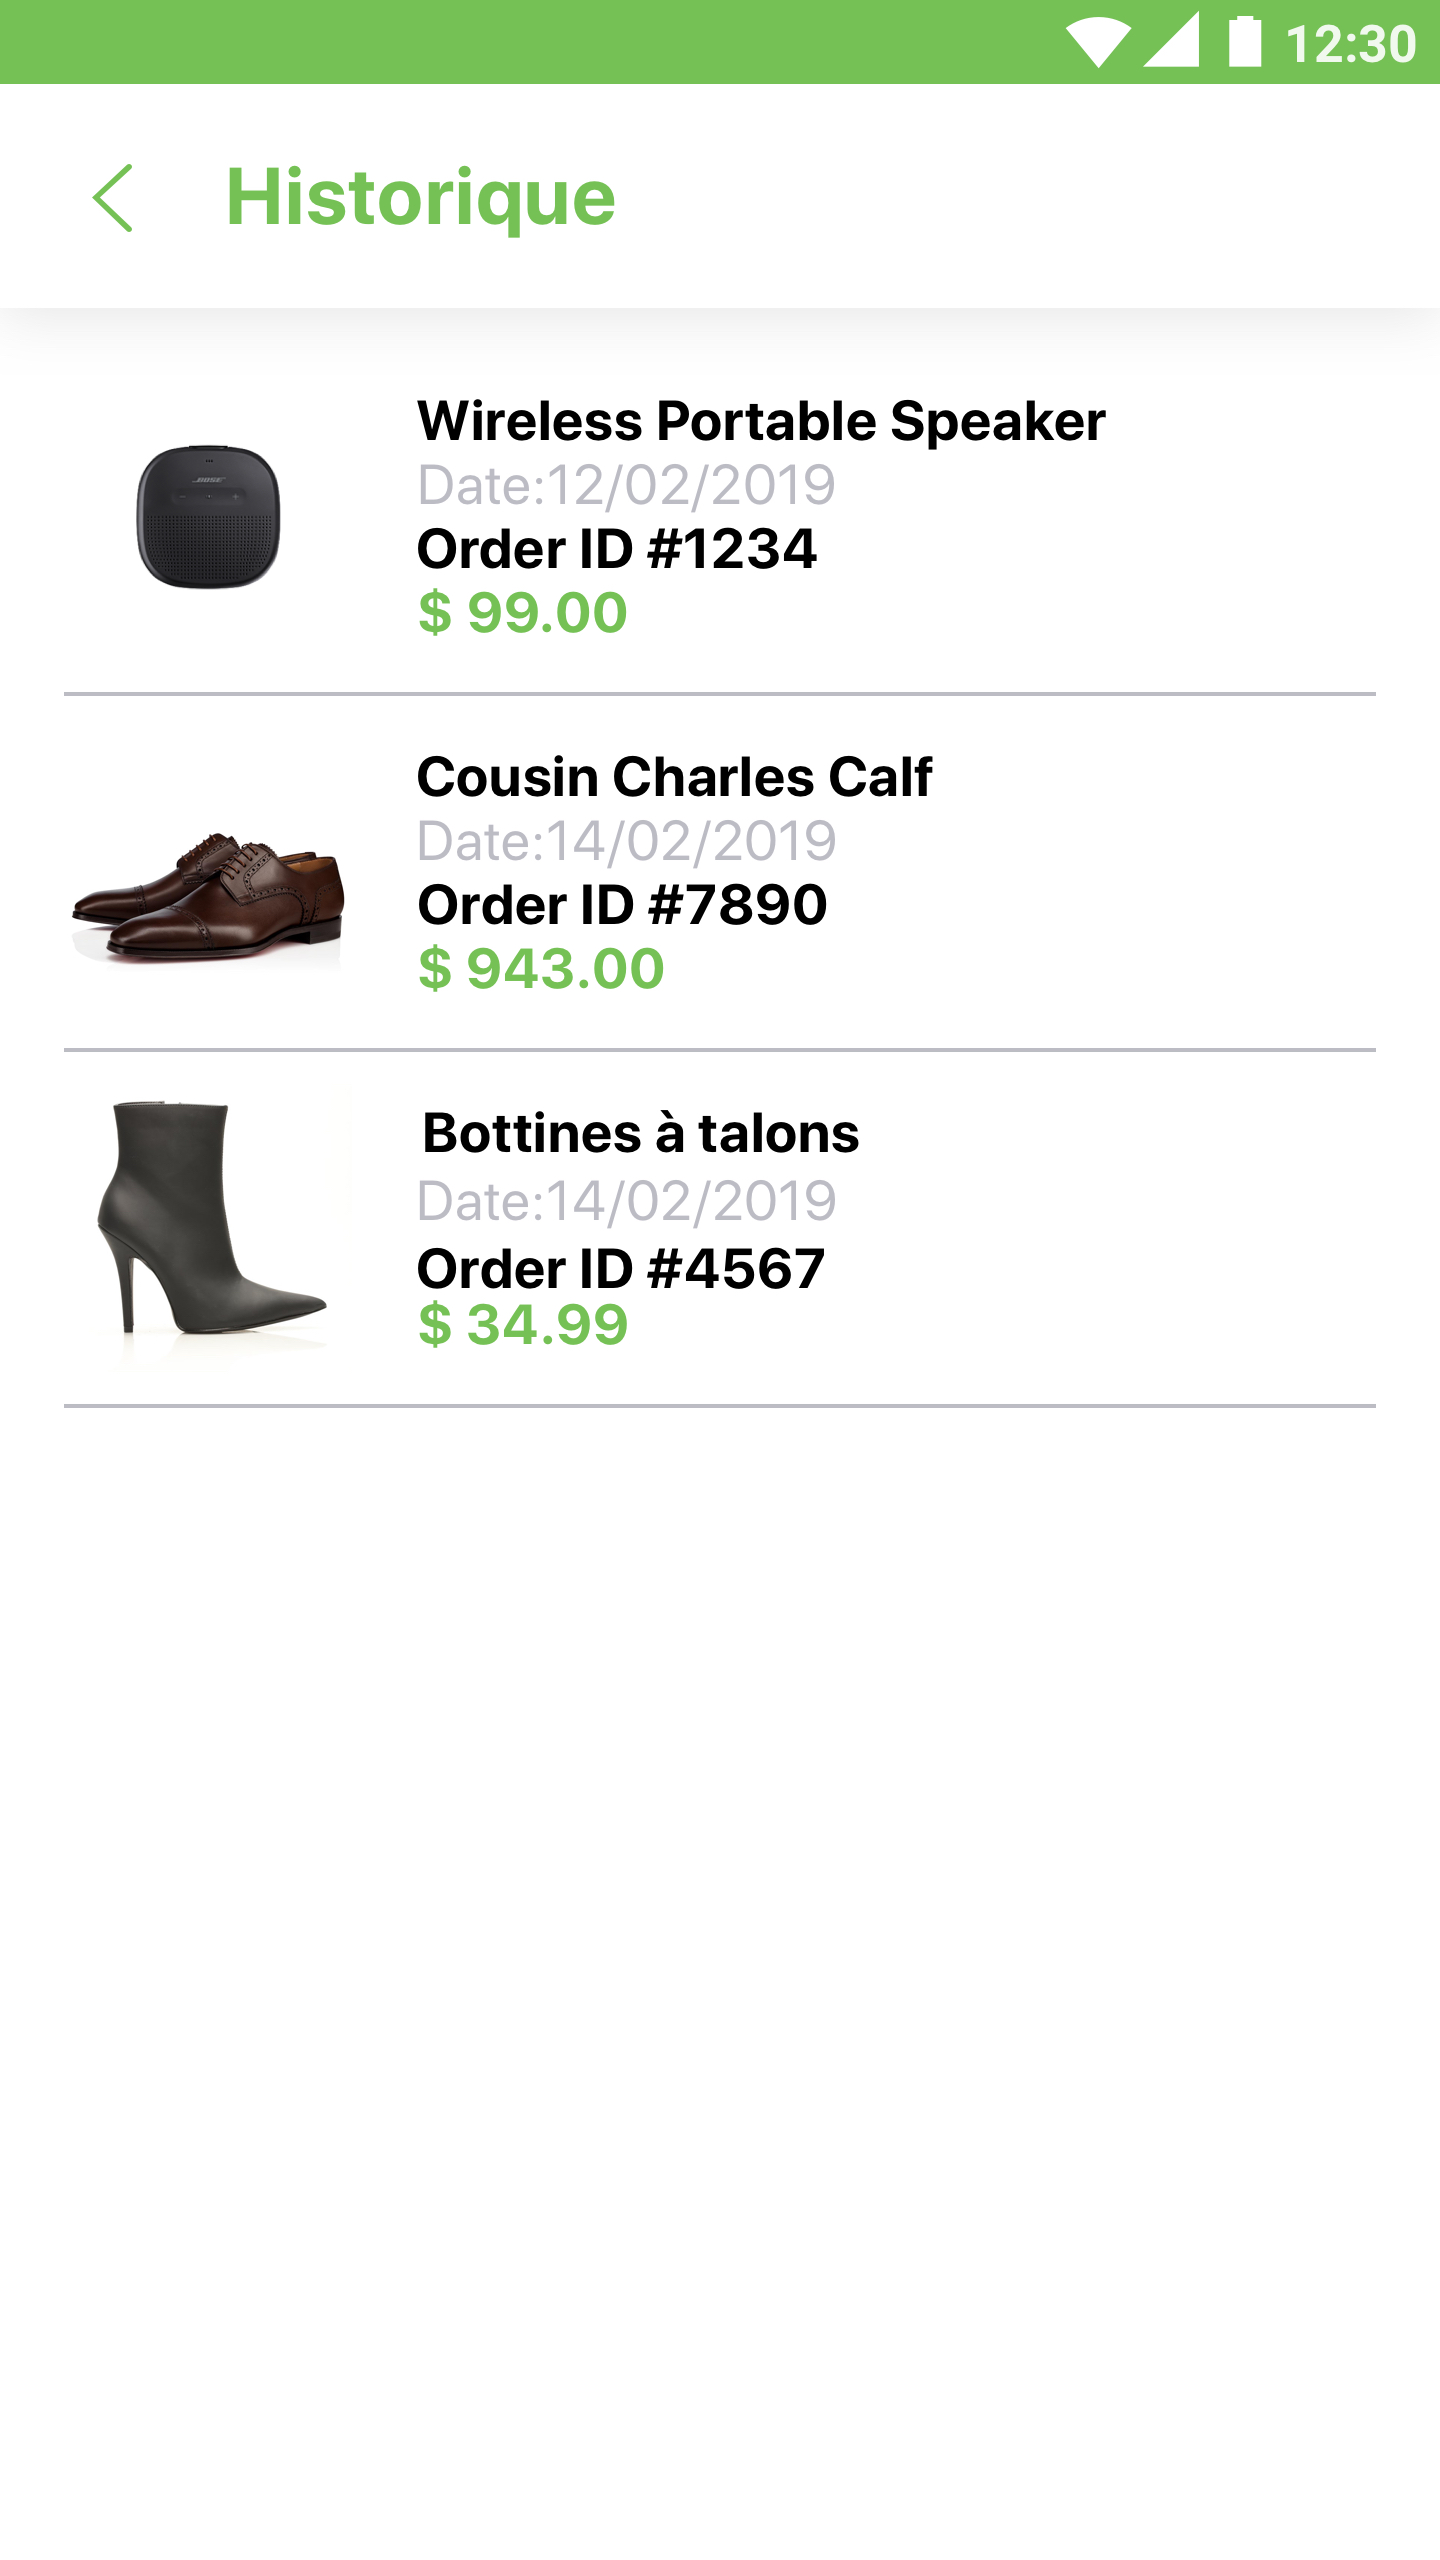 12:30
Historique
Wireless Portable Speaker
Date:12/02/2019
Order ID #1234
$ 99.00
BOSE
Cousin Charles Calf
Date:14/02/2019
Order ID #7890
$ 943.00
Bottines à talons
Date:14/02/2019
Order ID #4567
$ 34.99